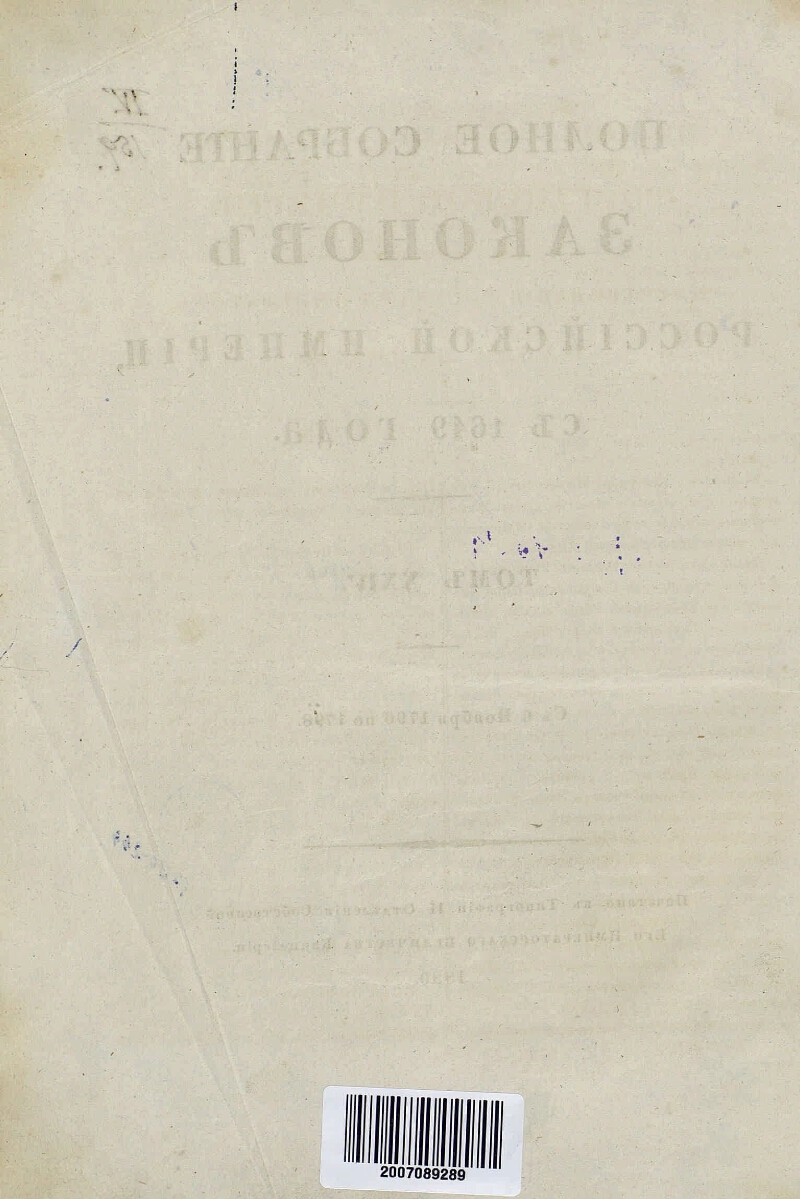 ПОЛНОЕ СОБРАНІЕ
ЗАКОНОВЪ
РОССІЙСКОЙ ИМПЕРІИ,
СЪ 1649 ГОДА.
ТОМЪ XXIV.
Съ 6 Ноября 1796 по 1798.
Печатано въ Типографіи II Отдѣленія Собственной
Его Императорскаго Величества Канцеляріи.
1830.
2007089289